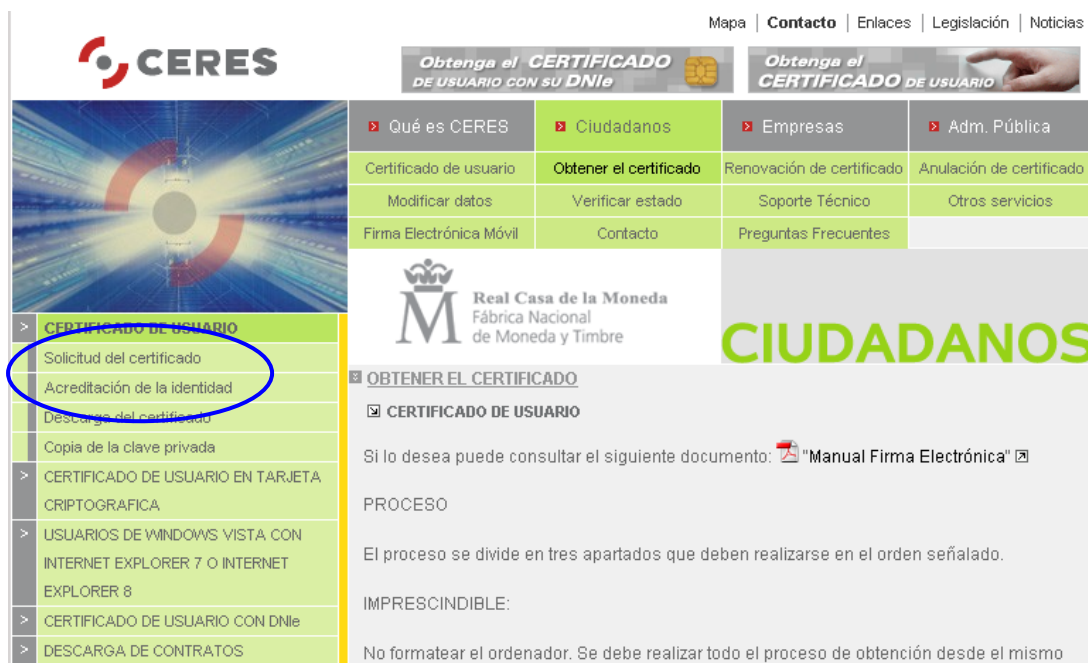 Mapa | Contacto | Enlaces | Legislación | Noticias
CERES
Obtenga el CERTIFICADO
DE USUARIO CON SU DNIe
Obtenga el
CERTIFICADO DE USUARIO
Qué es CERES
Ciudadanos
Empresas
Adm. Pública
Certificado de usuario
Obtener el certificado
Renovación de certificado
Anulación de certificado
Modificar datos
Verificar estado
Soporte Técnico
Otros servicios
Firma Electrónica Móvil
Contacto
Preguntas Frecuentes
Real Casa de la Moneda
Fábrica Nacional
de Moneda y Timbre
CIUDADANOS
> CERTIFICADO DE USUARIO
Solicitud del certificado
Acreditación de la identidad
Descarga del certificado
Copia de la clave privada
> CERTIFICADO DE USUARIO EN TARJETA
CRIPTOGRAFICA
> USUARIOS DE WINDOWS VISTA CON
INTERNET EXPLORER 7 O INTERNET
EXPLORER 8
> CERTIFICADO DE USUARIO CON DNIe
> DESCARGA DE CONTRATOS
OBTENER EL CERTIFICADO
CERTIFICADO DE USUARIO
Si lo desea puede consultar el siguiente documento: "Manual Firma Electrónica"
PROCESO
El proceso se divide en tres apartados que deben realizarse en el orden señalado.
IMPRESCINDIBLE:
No formatear el ordenador. Se debe realizar todo el proceso de obtención desde el mismo